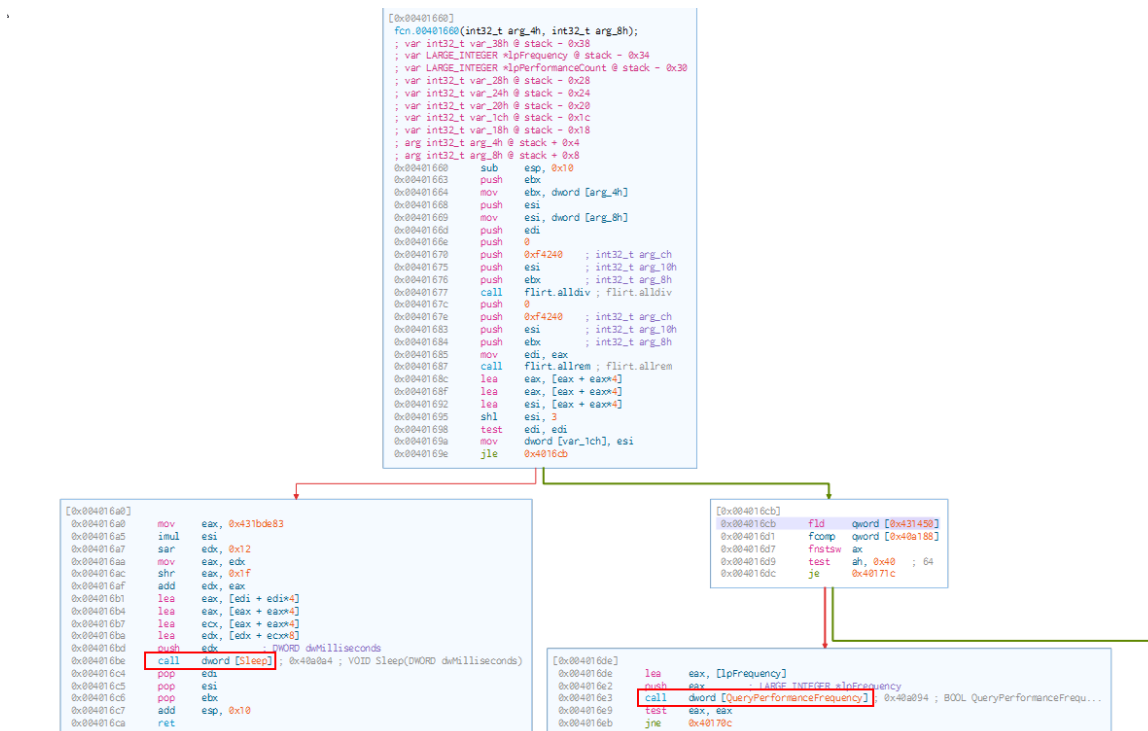 ,
[0x00401660]
fcn.00401660(int32_t arg_4h, int32_t arg_8h);
; var int32_t var_38h @ stack - 0x38
; var LARGE_INTEGER *lpFrequency @ stack - 0x34
; var LARGE_INTEGER *lpPerformanceCount @ stack - 0x30
; var int32_t var_28h @ stack - 0x28
; var int32_t var_24h @ stack - 0x24
; var int32_t var_20h @ stack - 0x20
; var int32_t var_1ch @ stack - 0x1c
; var int32_t var_18h @ stack - 0x18
; arg int32_t arg_4h @ stack + 0x4
; arg int32_t arg_8h @ stack + 0x8
0x00401660 sub esp, 0x10
0x00401663 push ebx
0x00401664 mov ebx, dword [arg_4h]
0x00401668 push esi
0x00401669 mov esi, dword [arg_8h]
0x0040166d push edi
0x0040166e push 0
0x00401670 push 0xf4240 ; int32_t arg_ch
0x00401675 push esi ; int32_t arg_10h
0x00401676 push ebx ; int32_t arg_8h
0x00401677 call flirt.alldiv ; flirt.alldiv
0x0040167c push 0
0x0040167e push 0xf4240 ; int32_t arg_ch
0x00401683 push esi ; int32_t arg_10h
0x00401684 push ebx ; int32_t arg_8h
0x00401685 mov edi, eax
0x00401687 call flirt.allrem ; flirt.allrem
0x0040168c lea eax, [eax + eax*4]
0x0040168f lea eax, [eax + eax*4]
0x00401692 lea esi, [eax + eax*4]
0x00401695 shl esi, 3
0x00401698 test edi, edi
0x0040169a mov dword [var_1ch], esi
0x0040169e jle 0x4016cb
[0x004016a0]
0x004016a0 mov eax, 0x431bde83
0x004016a5 imul esi
0x004016a7 sar edx, 0x12
0x004016aa mov eax, edx
0x004016ac shr eax, 0x1f
0x004016af add edx, eax
0x004016b1 lea eax, [edi + edi*4]
0x004016b4 lea eax, [eax + eax*4]
0x004016b7 lea ecx, [eax + eax*4]
0x004016ba lea edx, [edx + ecx*8]
0x004016bd push edx ; DWORD dwMilliseconds
0x004016be call dword [Sleep] ; 0x40a0a4 ; VOID Sleep(DWORD dwMilliseconds)
0x004016c4 pop edi
0x004016c5 pop esi
0x004016c6 pop ebx
0x004016c7 add esp, 0x10
0x004016ca ret
[0x004016cb]
0x004016cb fld qword [0x431450]
0x004016d1 fcomp qword [0x40a188]
0x004016d7 fnstsw ax
0x004016d9 test ah, 0x40 ; 64
0x004016dc je 0x40171c
[0x004016de]
0x004016de lea eax, [lpFrequency]
0x004016e2 push eax ; LARGE_INTEGER *lpFrequency
0x004016e3 call dword [QueryPerformanceFrequency] ; 0x40a094 ; BOOL QueryPerformanceFrequ...
0x004016e9 test eax, eax
0x004016eb jne 0x40170c